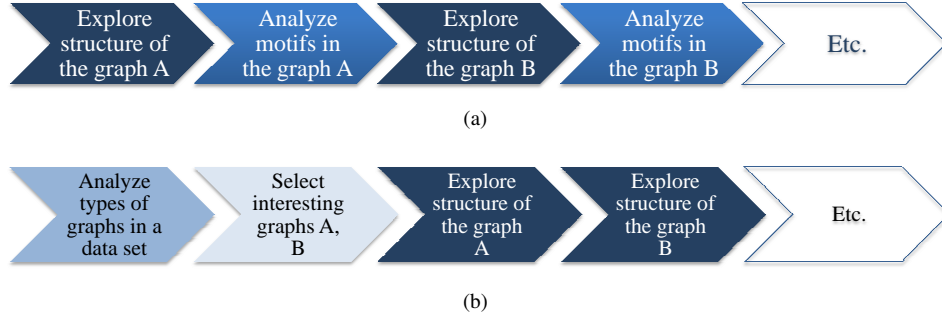 Explore
structure of
the graph A
Analyze
motifs in
the graph A
Explore
structure of
the graph B
Analyze
motifs in
the graph B
Etc.
(a)
Analyze
types of
graphs in a
data set
Select
interesting
graphs A,
B
Explore
structure of
the graph
A
Explore
structure of
the graph
B
Etc.
(b)